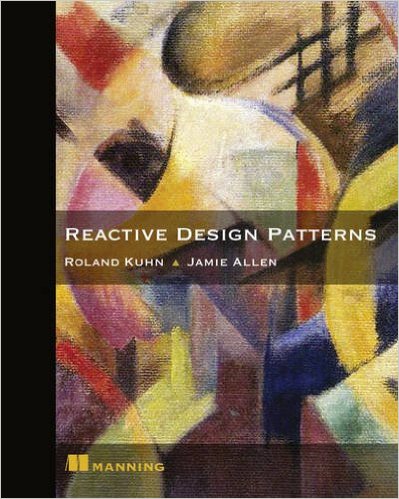 REACTIVE DESIGN PATTERNS
ROLAND KUHN ▲ JAMIE ALLEN
MANNING